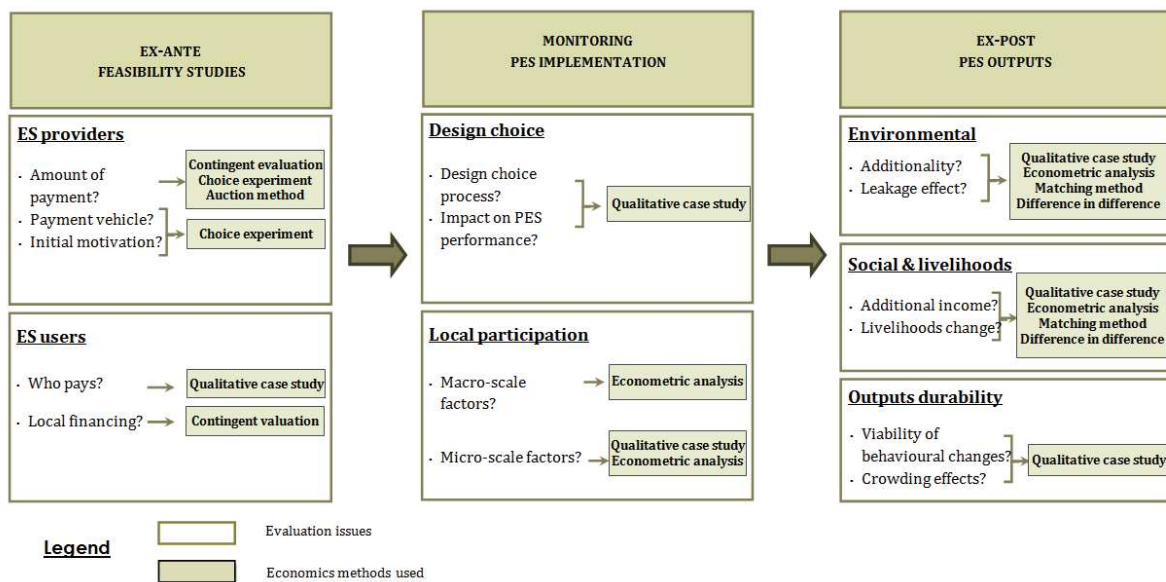 EX-ANTE
FEASIBILITY STUDIES
ES providers
· Amount of
payment?
· Payment vehicle?
· Initial motivation?
Contingent evaluation
Choice experiment
Auction method
Choice experiment
ES users
· Who pays?
Qualitative case study
· Local financing?
Contingent valuation
MONITORING
PES IMPLEMENTATION
Design choice
· Design choice
process?
· Impact on PES
performance?
Qualitative case study
Local participation
· Macro-scale
factors?
Econometric analysis
· Micro-scale factors?
Qualitative case study
Econometric analysis
EX-POST
PES OUTPUTS
Environmental
· Additionality?
· Leakage effect?
Qualitative case study
Econometric analysis
Matching method
Difference in difference
Social & livelihoods
· Additional income?
· Livelihoods change?
Qualitative case study
Econometric analysis
Matching method
Difference in difference
Outputs durability
· Viability of
behavioural changes?
· Crowding effects?
Qualitative case study
Legend
Evaluation issues
Economics methods used